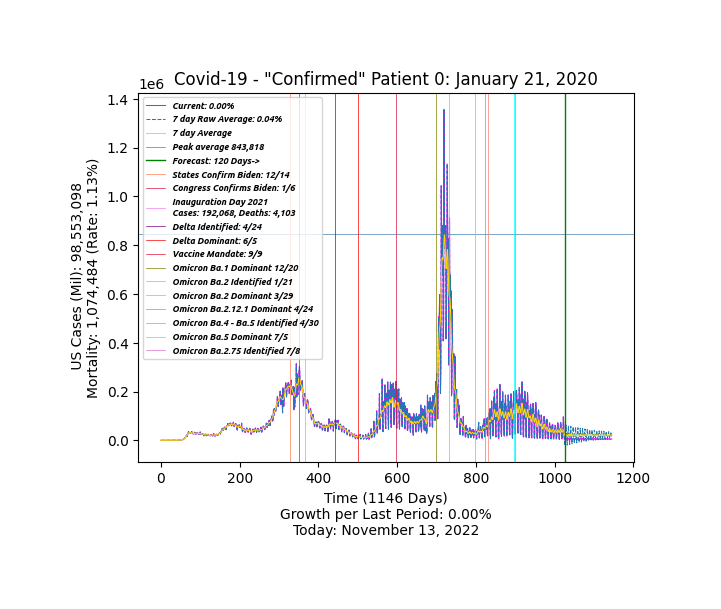 Covid-19 - "Confirmed" Patient 0: January 21, 2020
1e6
1.4
1.2
1.0
0.8
0.6
0.4
0.2
0.0
US Cases (Mil): 98,553,098
Mortality: 1,074,484 (Rate: 1.13%)
Current: 0.00%
7 day Raw Average: 0.04%
7 day Average
Peak average 843,818
Forecast: 120 Days->
States Confirm Biden: 12/14
Congress Confirms Biden: 1/6
Inauguration Day 2021
Cases: 192,068, Deaths: 4,103
Delta Identified: 4/24
Delta Dominant: 6/5
Vaccine Mandate: 9/9
Omicron Ba.1 Dominant 12/20
Omicron Ba.2 Identified 1/21
Omicron Ba.2 Dominant 3/29
Omicron Ba.2.12.1 Dominant 4/24
Omicron Ba.4 - Ba.5 Identified 4/30
Omicron Ba.5 Dominant 7/5
Omicron Ba.2.75 Identified 7/8
0 200 400 600 800 1000 1200
Time (1146 Days)
Growth per Last Period: 0.00%
Today: November 13, 2022